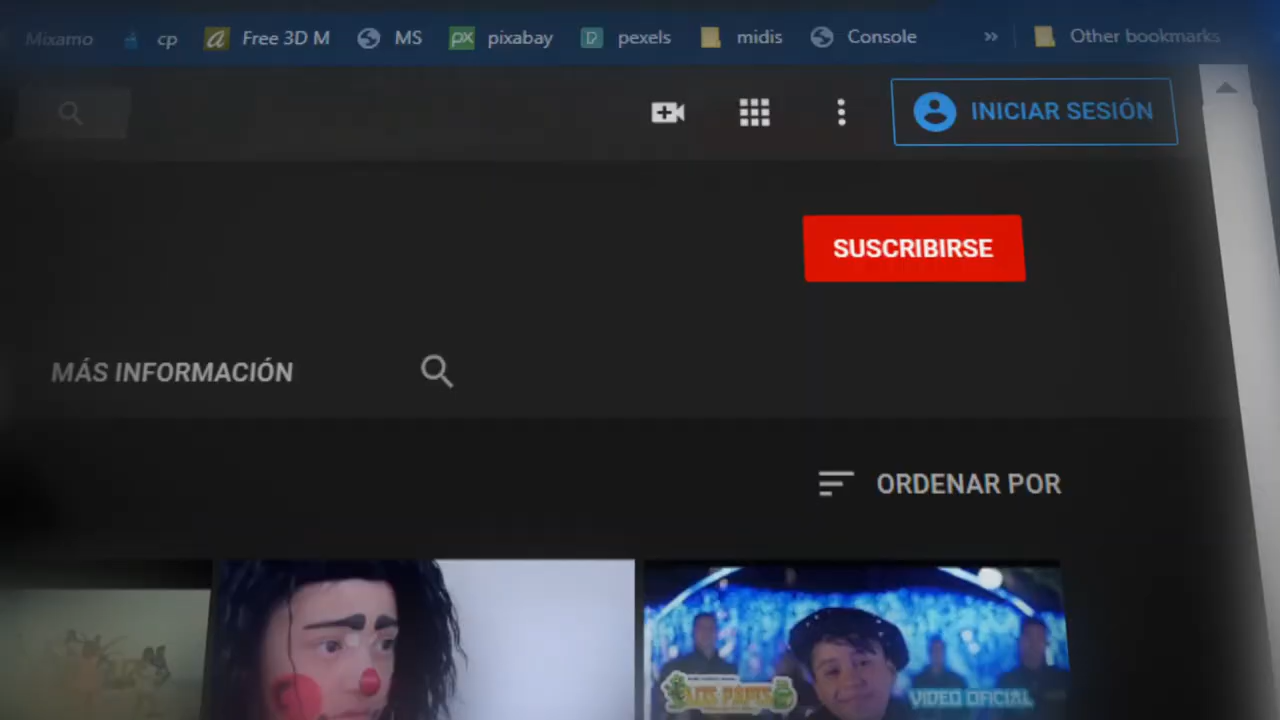 Mixamo cp Free 3D M MS pixabay pexels midis Console » Other bookmarks
INICIAR SESIÓN
SUSCRIBIRSE
MÁS INFORMACIÓN
ORDENAR POR
VIDEO OFICIAL